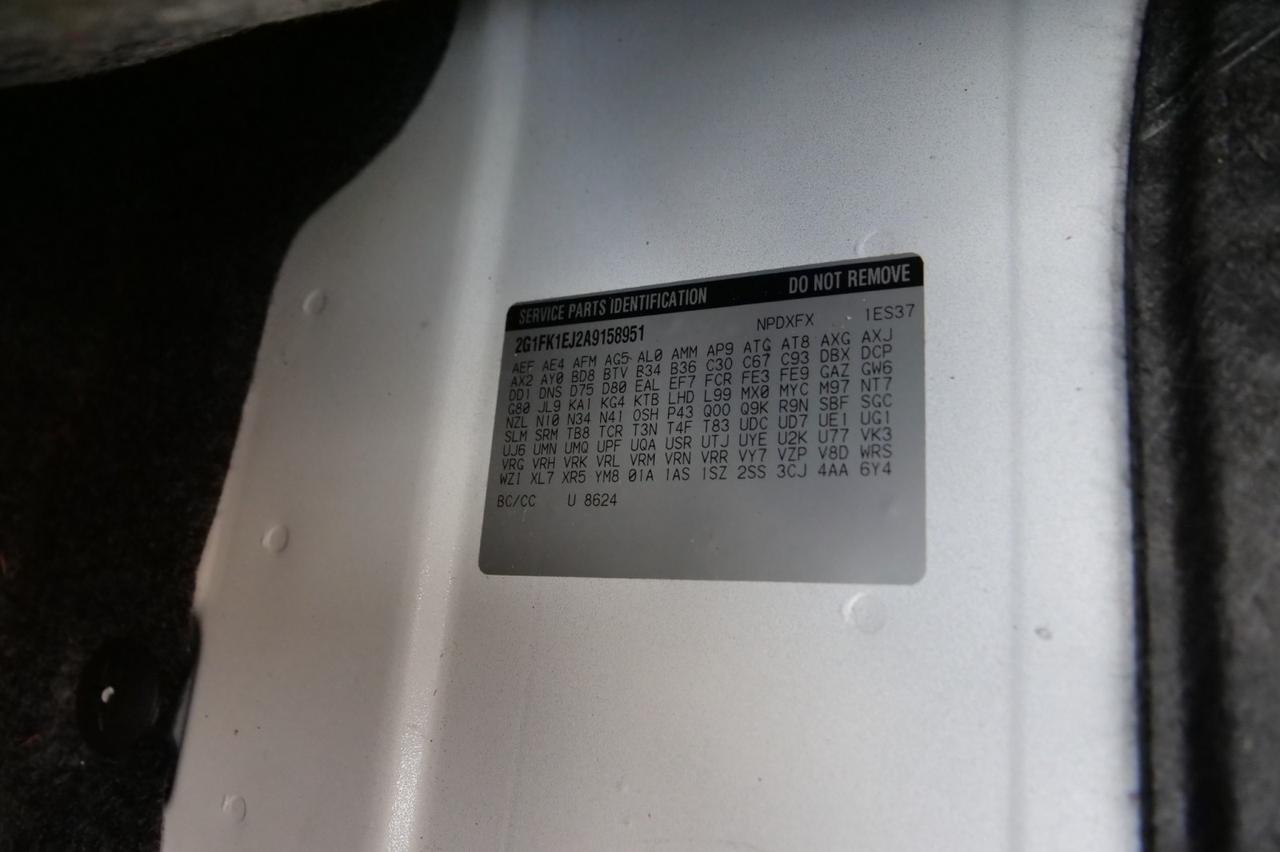 SERVICE PARTS IDENTIFICATION DO NOT REMOVE
2G1FK1EJ2A9158951 NPDXFX 1ES37
AEF AE4 AFM AG5 AL0 AMM AP9 ATG AT8 AXG AXJ
AX2 AY0 BD8 BTV B34 B36 C30 C67 C93 DBX DCP
DD1 DNS D75 D80 EAL EF7 FCR FE3 FE9 GAZ GW6
G80 JL9 KA1 KG4 KTB LHD L99 MX0 MYC M97 NT7
NZL N10 N34 N41 OSH P43 Q00 Q9K R9N SBF SGC
SLM SRM TB8 TCR T3N T4F T83 UDC UD7 UE1 UG1
UJ6 UMN UMQ UPF UQA USR UTJ UYE U2K U77 VK3
VRG VRH VRK VRL VRM VRN VRR VY7 VZP V8D WRS
WZ1 XL7 XR5 YM8 01A 1AS 1SZ 2SS 3CJ 4AA 6Y4
BC/CC U 8624